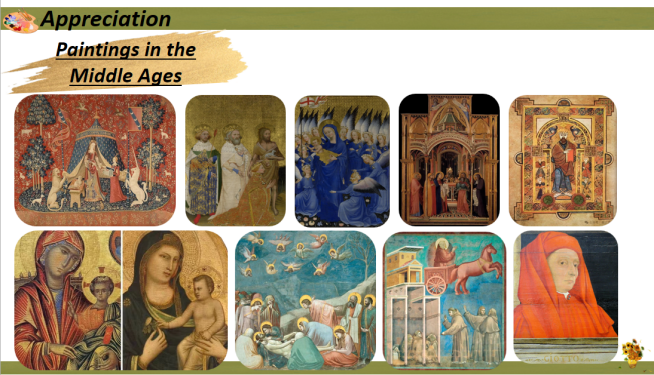 Appreciation
Paintings in the
Middle Ages